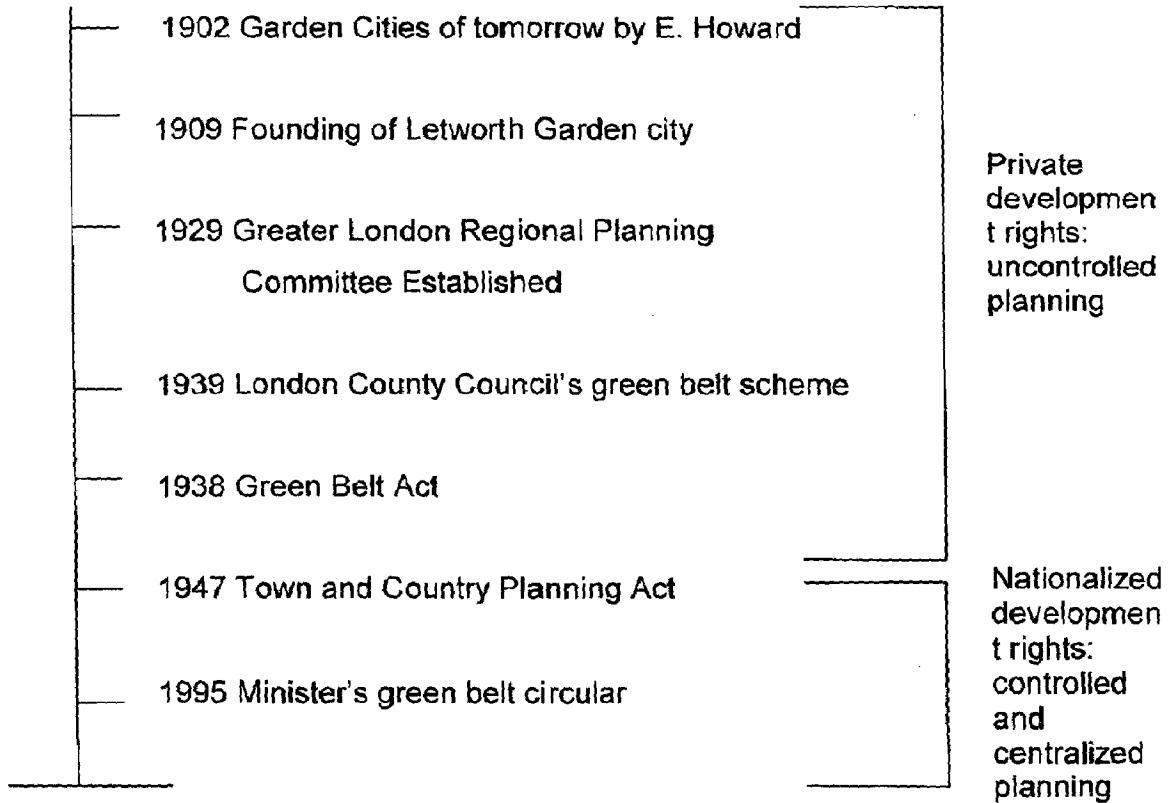 1902 Garden Cities of tomorrow by E. Howard
1909 Founding of Letworth Garden city
1929 Greater London Regional Planning
Committee Established
1939 London County Council's green belt scheme
1938 Green Belt Act
1947 Town and Country Planning Act
1995 Minister's green belt circular
Private
developmen
t rights:
uncontrolled
planning
Nationalized
developmen
t rights:
controlled
and
centralized
planning